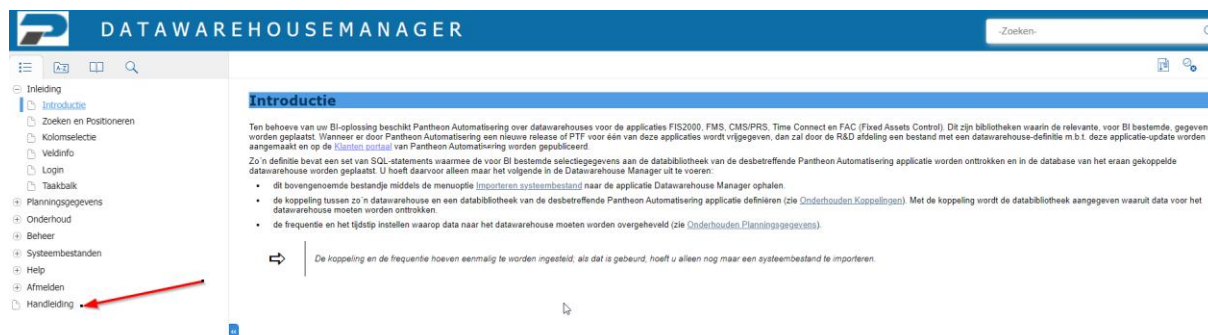 DATAWAREHOUSEMANAGER
-Zoeken-
Inleiding
Introductie
Zoeken en Positioneren
Kolomselectie
Veldinfo
Login
Taakbalk
Planningsgegevens
Onderhoud
Beheer
Systeembestanden
Help
Afmelden
Handleiding
Introductie
Ten behoeve van uw BI-oplossing beschikt Pantheon Automatisering over datawarehouses voor de applicaties FIS2000, FMS, CMS/PRS, Time Connect en FAC (Fixed Assets Control). Dit zijn bibliotheken waarin de relevante, voor BI bestemde, gegeven
worden geplaatst. Wanneer er door Pantheon Automatisering een nieuwe release of PTF voor één van deze applicaties wordt vrijgegeven, dan zal door de R&D afdeling een bestand met een datawarehouse-definitie m.b.t. deze applicatie-update worden
aangemaakt en op de Klanten portaal van Pantheon Automatisering worden gepubliceerd.
Zo´n definitie bevat een set van SQL-statements waarmee de voor BI bestemde selectiegegevens aan de databibliotheek van de desbetreffende Pantheon Automatisering applicatie worden onttrokken en in de database van het eraan gekoppelde
datawarehouse worden geplaatst. U hoeft daarvoor alleen maar het volgende in de Datawarehouse Manager uit te voeren:
• dit bovengenoemde bestandje middels de menuoptie Importeren systeembestand naar de applicatie Datawarehouse Manager ophalen.
• de koppeling tussen zo´n datawarehouse en een databibliotheek van de desbetreffende Pantheon Automatisering applicatie definiëren (zie Onderhouden Koppelingen). Met de koppeling wordt de databibliotheek aangegeven waaruit data voor het
datawarehouse moeten worden onttrokken.
• de frequentie en het tijdstip instellen waarop data naar het datawarehouse moeten worden overgeheveld (zie Onderhouden Planningsgegevens).
De koppeling en de frequentie hoeven eenmalig te worden ingesteld; als dat is gebeurd, hoeft u alleen nog maar een systeembestand te importeren.